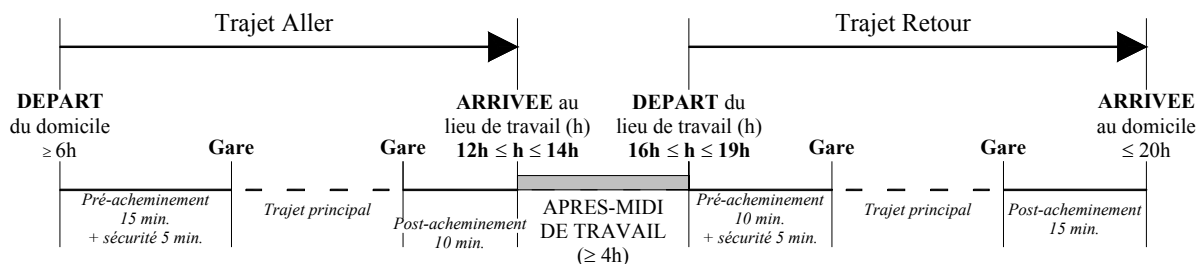 Trajet Aller
Trajet Retour
DEPART
du domicile
≥ 6h
ARRIVEE au
lieu de travail (h)
12h ≤ h ≤ 14h
DEPART du
lieu de travail (h)
16h ≤ h ≤ 19h
ARRIVEE
au domicile
≤ 20h
Gare
Gare
Gare
Gare
Pré-acheminement
15 min.
+ sécurité 5 min.
Trajet principal
Post-acheminement
10 min.
APRES-MIDI
DE TRAVAIL
(≥ 4h)
Pré-acheminement
10 min.
+ sécurité 5 min.
Trajet principal
Post-acheminement
15 min.